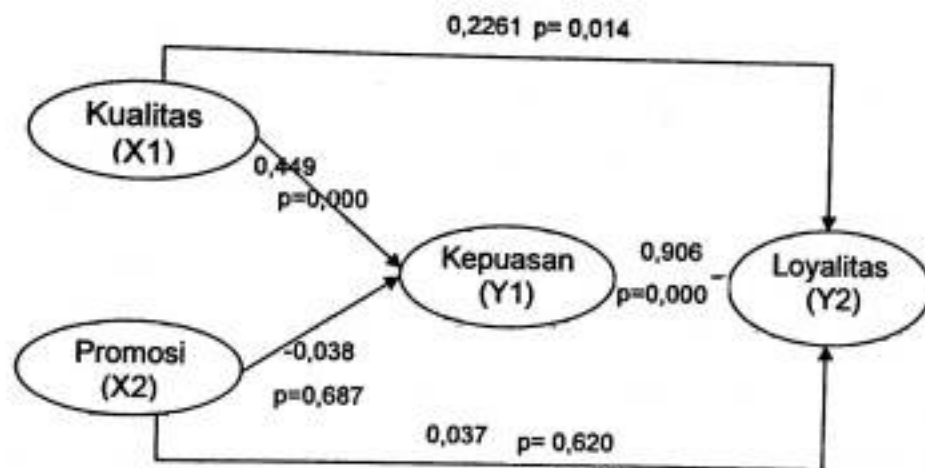 0,2261 p= 0,014
Kualitas
(X1)
0,449
p=0,000
Kepuasan
(Y1)
0,906
p=0,000
Loyalitas
(Y2)
Promosi
(X2)
-0,038
p=0,687
0,037 p= 0,620